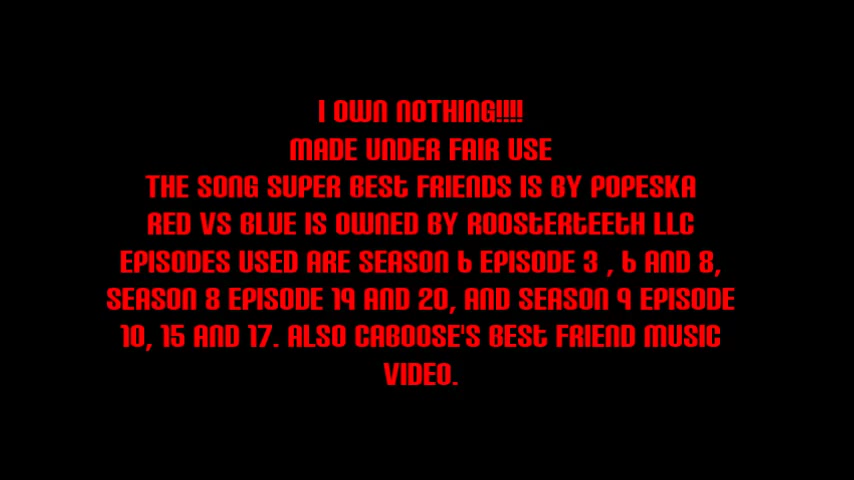 I OWN NOTHING!!!!
MADE UNDER FAIR USE
THE SONG SUPER BEST FRIENDS IS BY POPESKA
RED VS BLUE IS OWNED BY ROOSTERTEETH LLC
EPISODES USED ARE SEASON 6 EPISODE 3 , 6 AND 8,
SEASON 8 EPISODE 19 AND 20, AND SEASON 9 EPISODE
10, 15 AND 17. ALSO CABOOSE'S BEST FRIEND MUSIC
VIDEO.